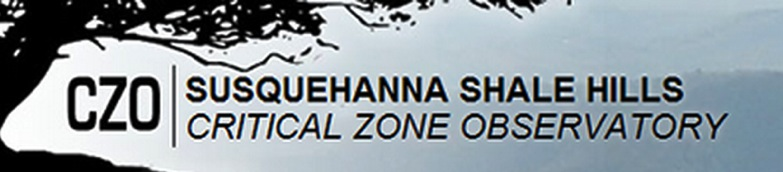 CZO
SUSQUEHANNA SHALE HILLS
CRITICAL ZONE OBSERVATORY